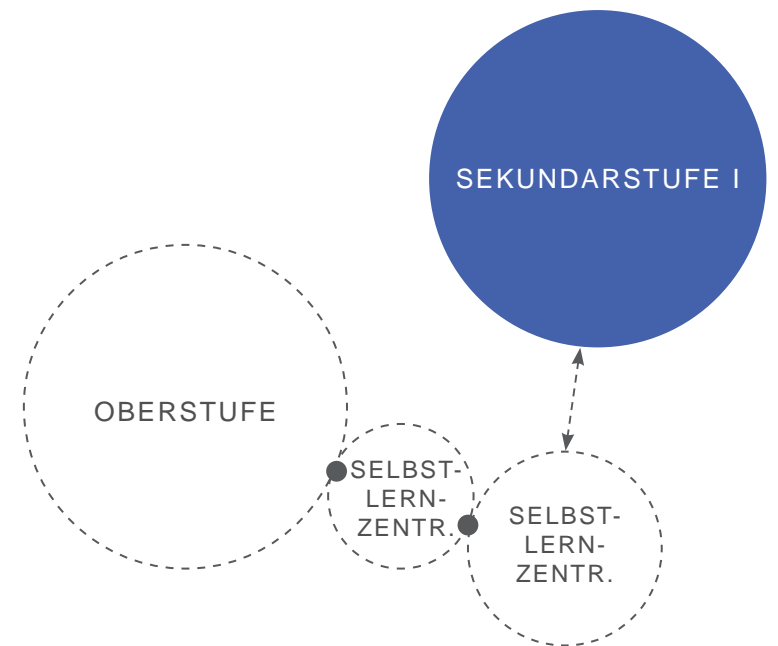 SEKUNDARSTUFE I
OBERSTUFE
SELBST-
LERN-
ZENTR.
SELBST-
LERN-
ZENTR.